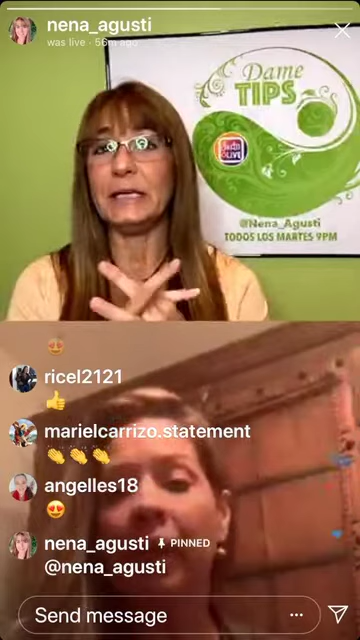 nena_agusti
was live · 56m ago
Dame
TIPS
LIVE
@Nena_Agusti
TODOS LOS MARTES 9PM
ricel2121
marielcarrizo.statement
angelles18
nena_agusti PINNED
@nena_agusti
Send message